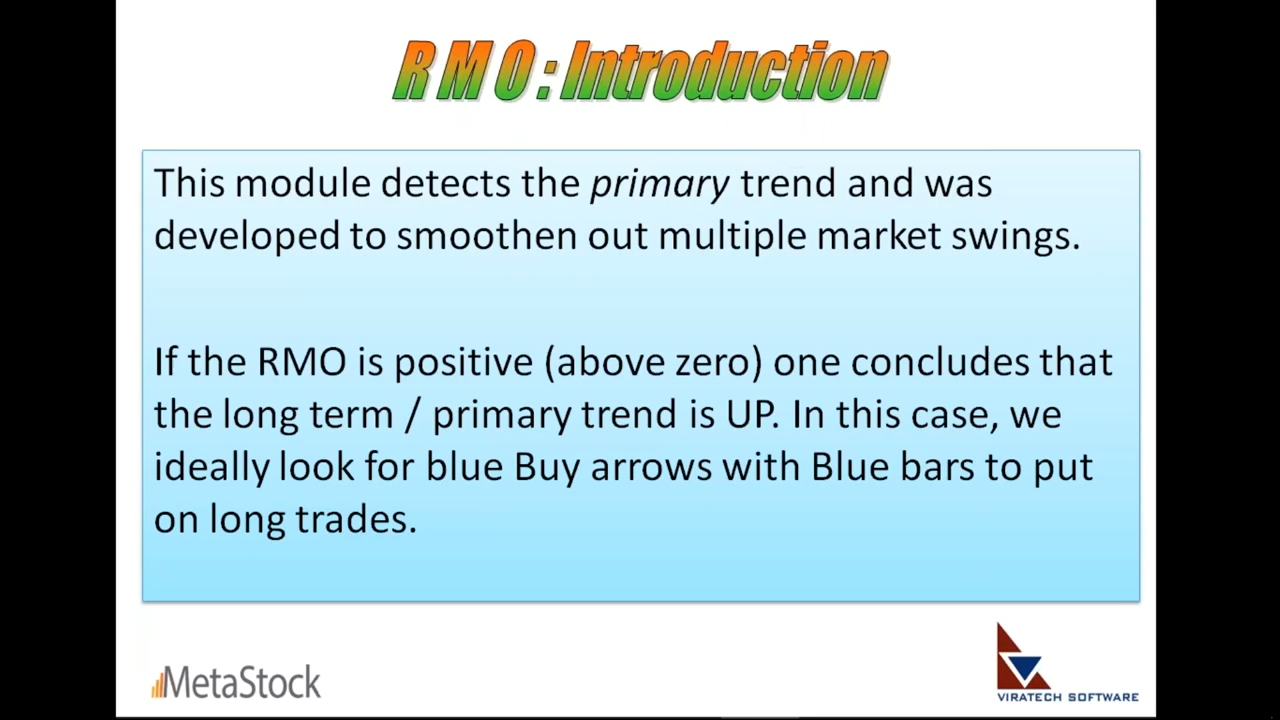 R M O : Introduction
This module detects the primary trend and was
developed to smoothen out multiple market swings.
If the RMO is positive (above zero) one concludes that
the long term / primary trend is UP. In this case, we
ideally look for blue Buy arrows with Blue bars to put
on long trades.
MetaStock
VIRATECH SOFTWARE